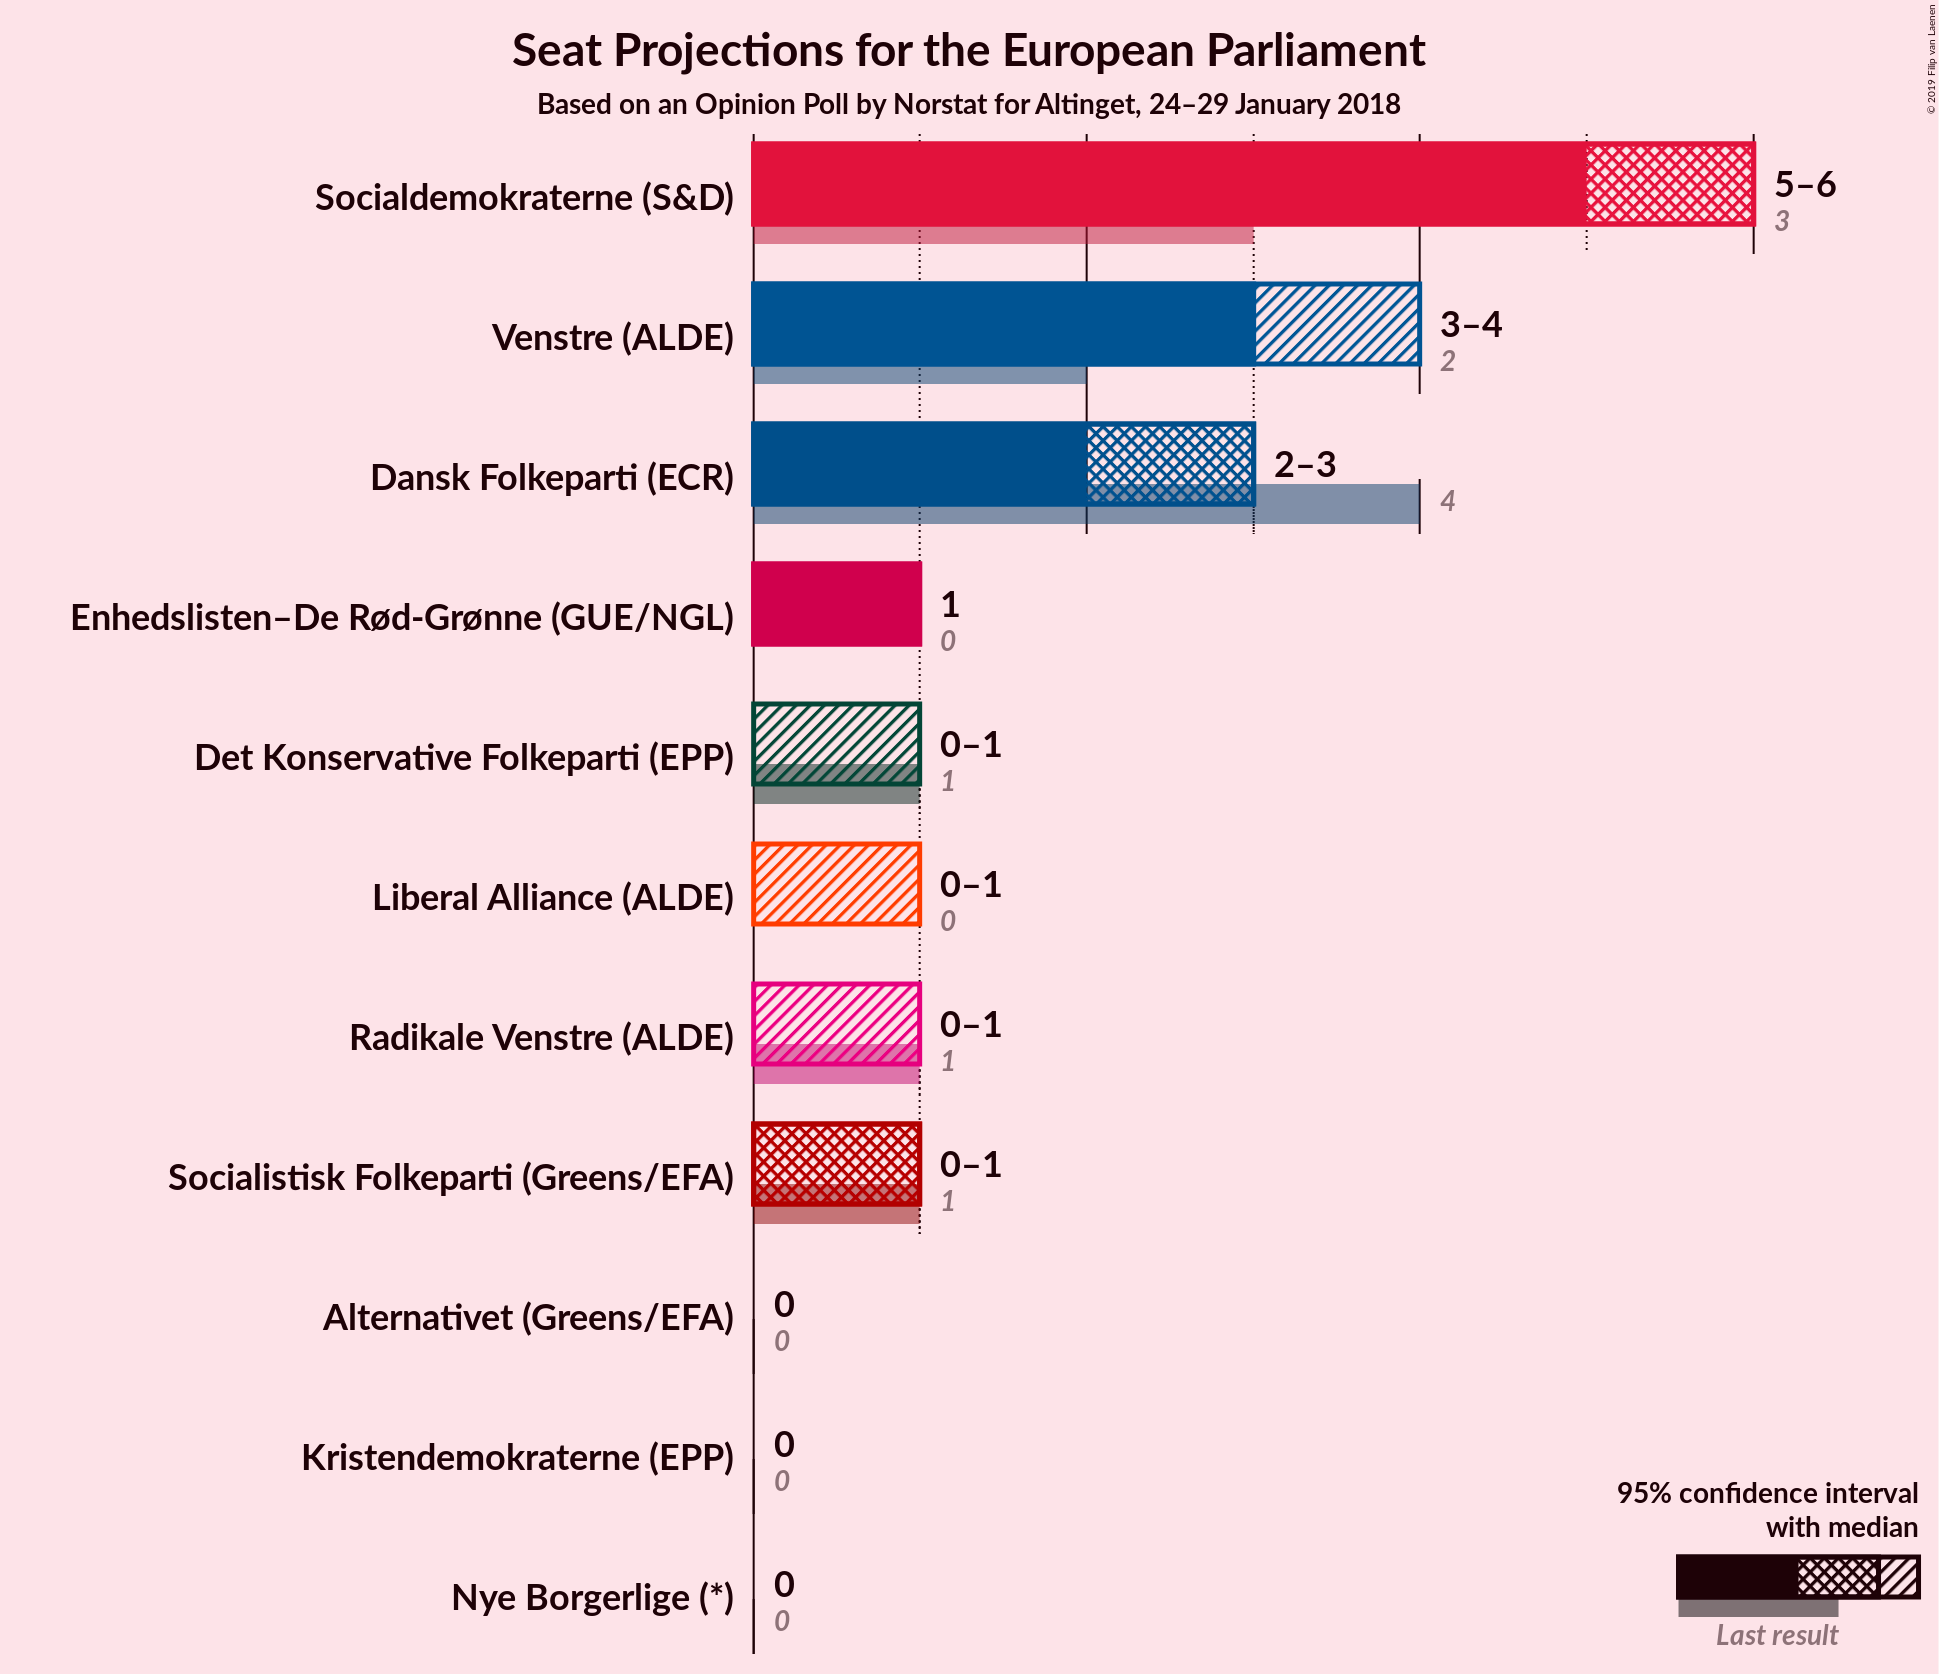 Seat Projections for the European Parliament
Based on an Opinion Poll by Norstat for Altinget, 24–29 January 2018
© 2019 Filip van Laenen
Socialdemokraterne (S&D)
5–6
3
Venstre (ALDE)
3–4
2
Dansk Folkeparti (ECR)
2–3
4
Enhedslisten–De Rød-Grønne (GUE/NGL)
1
0
Det Konservative Folkeparti (EPP)
0–1
1
Liberal Alliance (ALDE)
0–1
0
Radikale Venstre (ALDE)
0–1
1
Socialistisk Folkeparti (Greens/EFA)
0–1
1
Alternativet (Greens/EFA)
0
0
Kristendemokraterne (EPP)
0
0
Nye Borgerlige (*)
0
0
95% confidence interval
with median
Last result